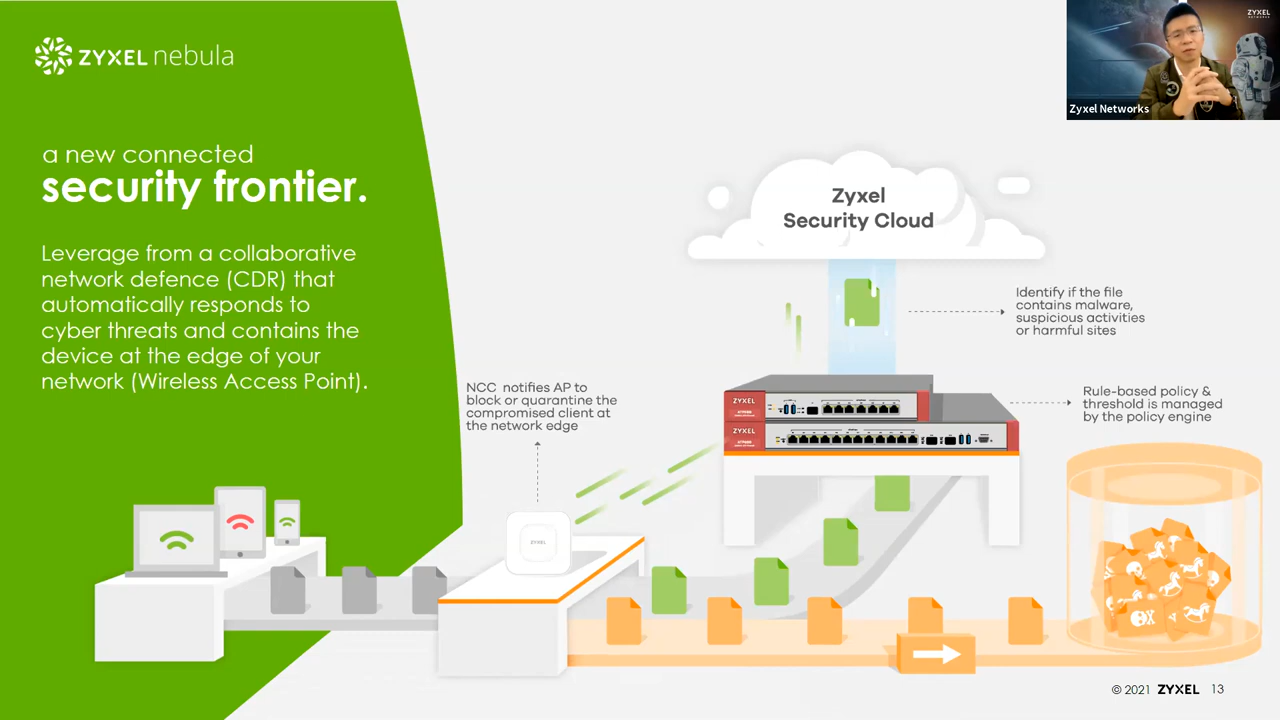 ZYXEL nebula
a new connected
security frontier.
Leverage from a collaborative
network defence (CDR) that
automatically responds to
cyber threats and contains the
device at the edge of your
network (Wireless Access Point).
NCC notifies AP to
block or quarantine the
compromised client at
the network edge
Zyxel
Security Cloud
Identify if the file
contains malware,
suspicious activities
or harmful sites
Rule-based policy &
threshold is managed
by the policy engine
ZYXEL
ZYXEL
ZYXEL
ZYXEL
Zyxel Networks
© 2021 ZYXEL 13